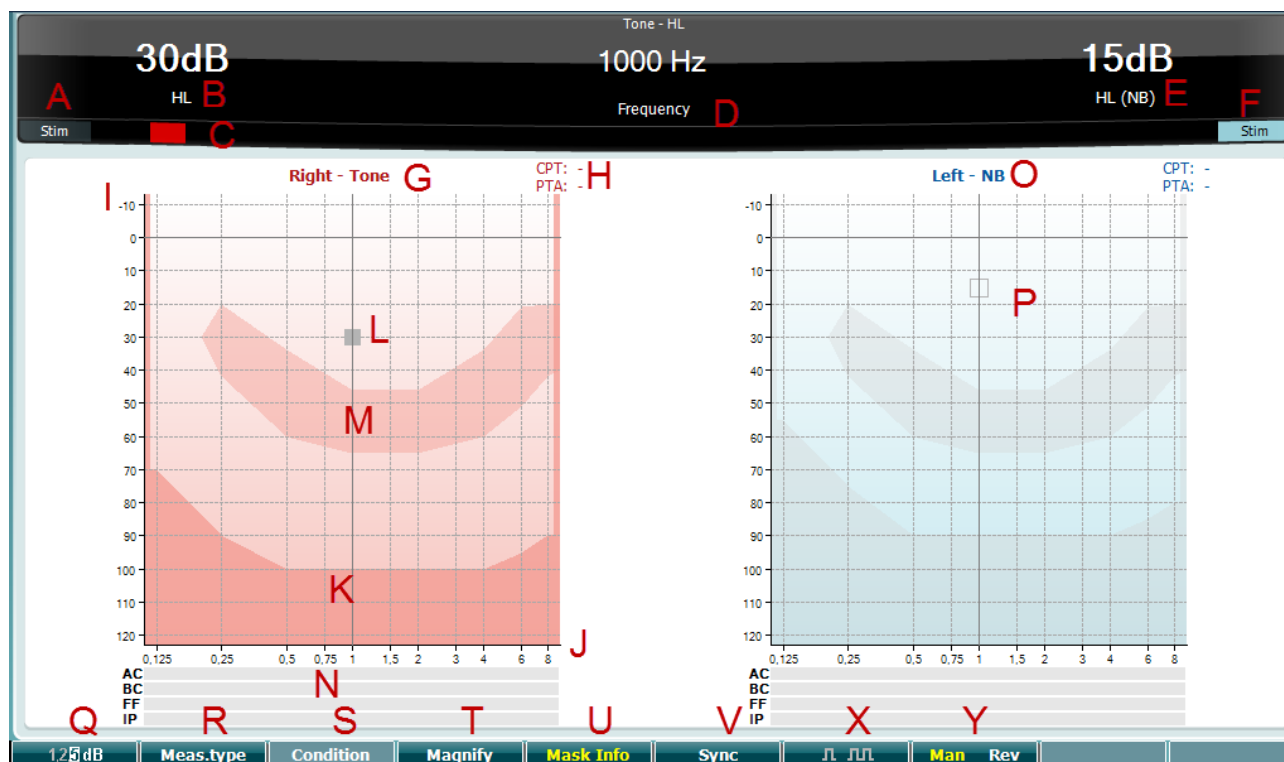 Tone - HL
30dB 1000 Hz 15dB
A HL B Frequency D HL (NB) E F
Stim C Stim
Right - Tone G CPT: - H Left - NB O CPT: -
PTA: - PTA: -
I
-10 -10
0 0
10 10
P
20 20
30 L 30
40 40
50 M 50
60 60
70 70
80 80
90 90
100 100
K
110 110
120 J 120
0,125 0,25 0,5 0,75 1 1,5 2 3 4 6 8 0,125 0,25 0,5 0,75 1 1,5 2 3 4 6 8
AC N AC
BC BC
FF FF
IP IP
Q R S T U V X Y
1,25 dB Meas.type Condition Magnify Mask Info Sync Man Rev